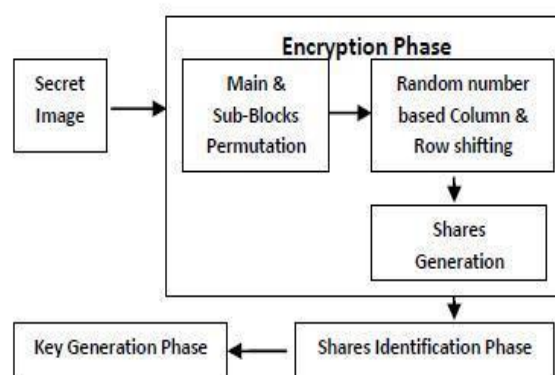 Encryption Phase
Secret
Image
Main &
Sub-Blocks
Permutation
Random number
based Column &
Row shifting
Shares
Generation
Key Generation Phase
Shares Identification Phase